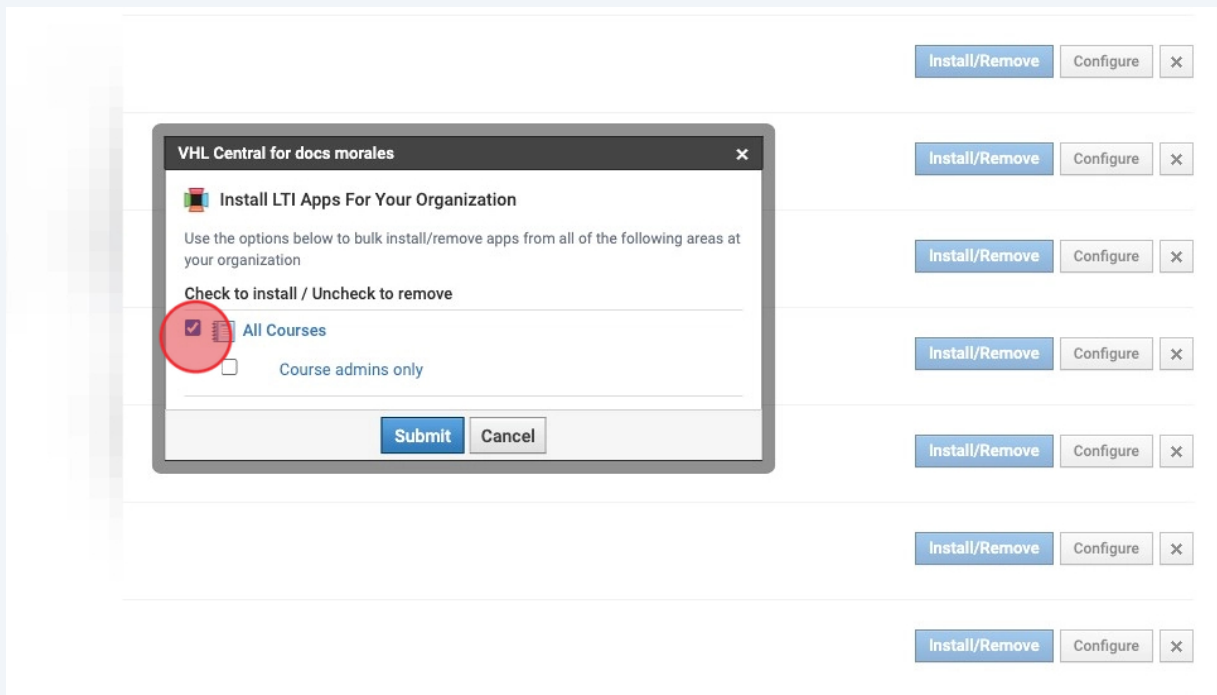 Install/Remove Configure ×
VHL Central for docs morales ×
Install LTI Apps For Your Organization
Use the options below to bulk install/remove apps from all of the following areas at
your organization
Check to install / Uncheck to remove
All Courses
Course admins only
Submit Cancel
Install/Remove Configure ×
Install/Remove Configure ×
Install/Remove Configure ×
Install/Remove Configure ×
Install/Remove Configure ×
Install/Remove Configure ×